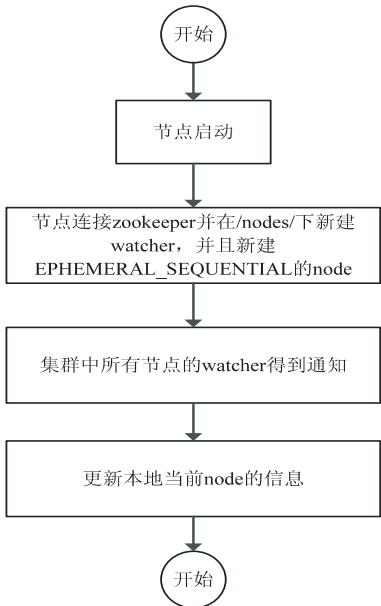 开始
节点启动
节点连接zookeeper并在/nodes/下新建
watcher，并且新建
EPHEMERAL_SEQUENTIAL的node
集群中所有节点的watcher得到通知
更新本地当前node的信息
开始